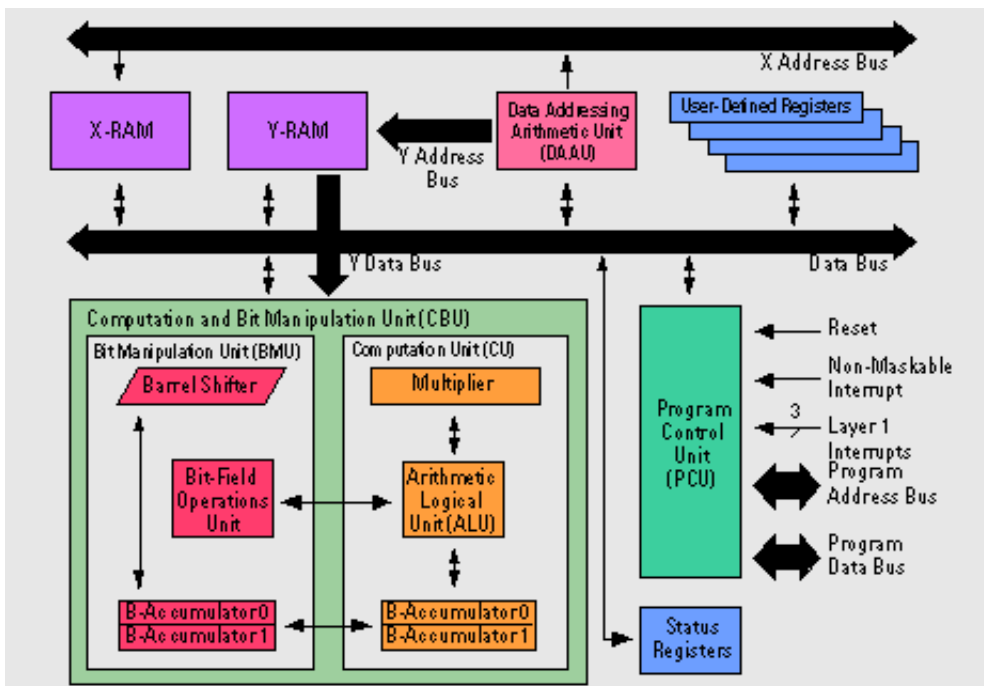 X Address Bus
X-RAM
Y-RAM
Data Addressing
Arithmetic Unit
(DAAU)
User-Defined Registers
Y Address
Bus
Y Data Bus
Data Bus
Computation and Bit Manipulation Unit (CBU)
Bit Manipulation Unit (BMU)
Barrel Shifter
Bit-Field
Operations
Unit
B-Accumulator0
B-Accumulator1
Computation Unit (CU)
Multiplier
Arithmetic
Logical
Unit (ALU)
B-Accumulator0
B-Accumulator1
Program
Control
Unit
(PCU)
Reset
Non-Maskable
Interrupt
3
Layer 1
Interrupts
Program
Address Bus
Program
Data Bus
Status
Registers